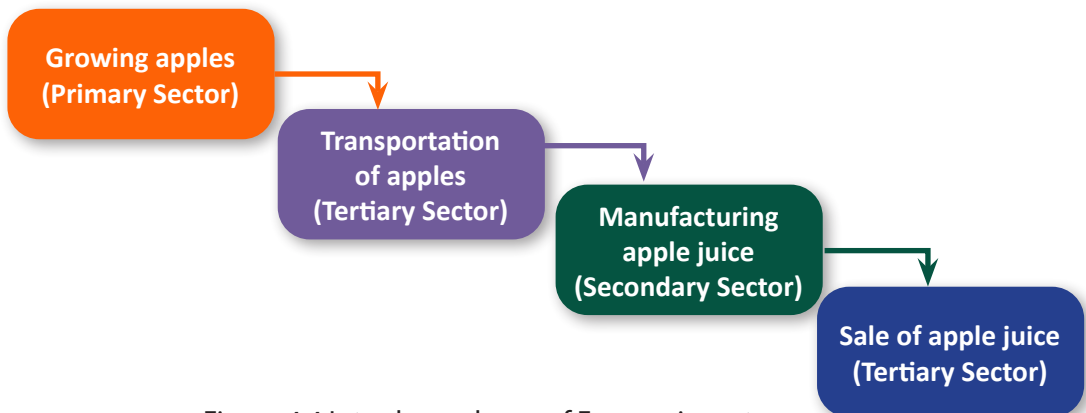 Growing apples
(Primary Sector)
Transportation
of apples
(Tertiary Sector)
Manufacturing
apple juice
(Secondary Sector)
Sale of apple juice
(Tertiary Sector)